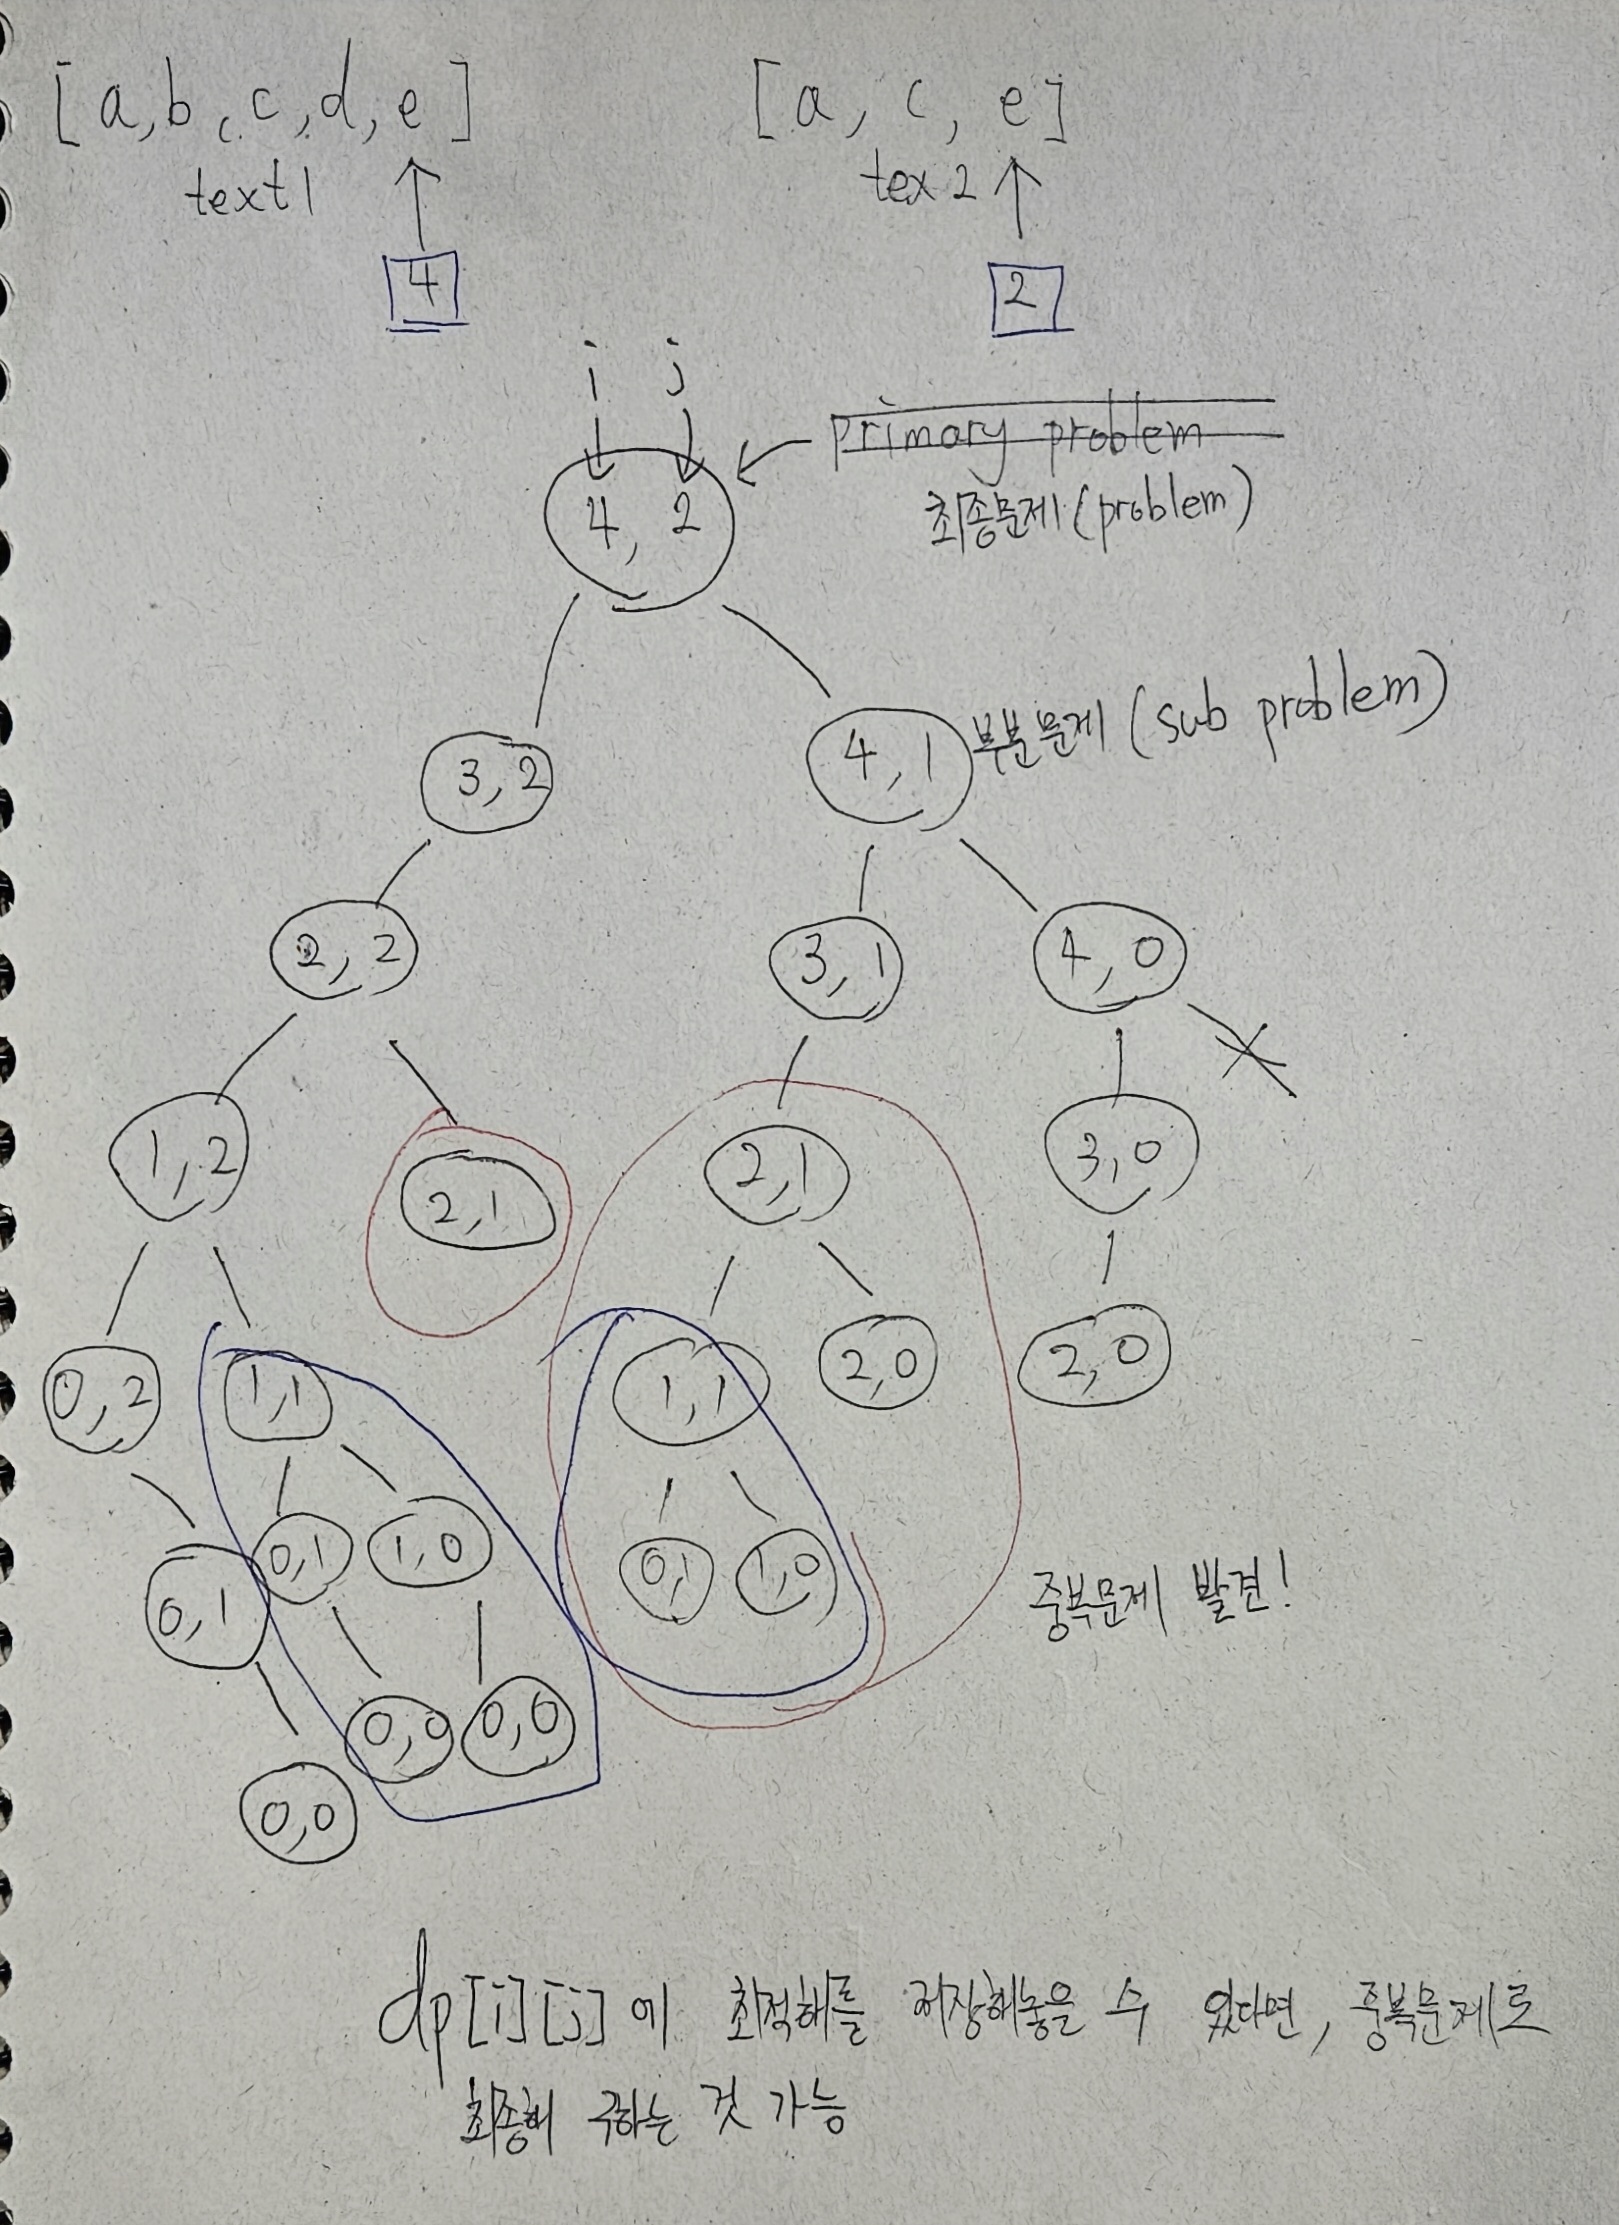 [a,b,c,d,e] [a, c, e]
text1 tex2
4 2
i j
primary problem
4, 2
최종문제(problem)
3,2 4,1 부분문제(sub problem)
2,2 3,1 4,0
1,2 2,1 2,1 3,0
0,2 1,1 1,1 2,0 2,0
0,1 0,1 1,0 0,1 1,0
중복문제 발견!
0,0 0,0 0,0
dp[i][j]에 최적해를 저장해놓을 수 있다면, 중복문제로
최종해 구하는 것 가능